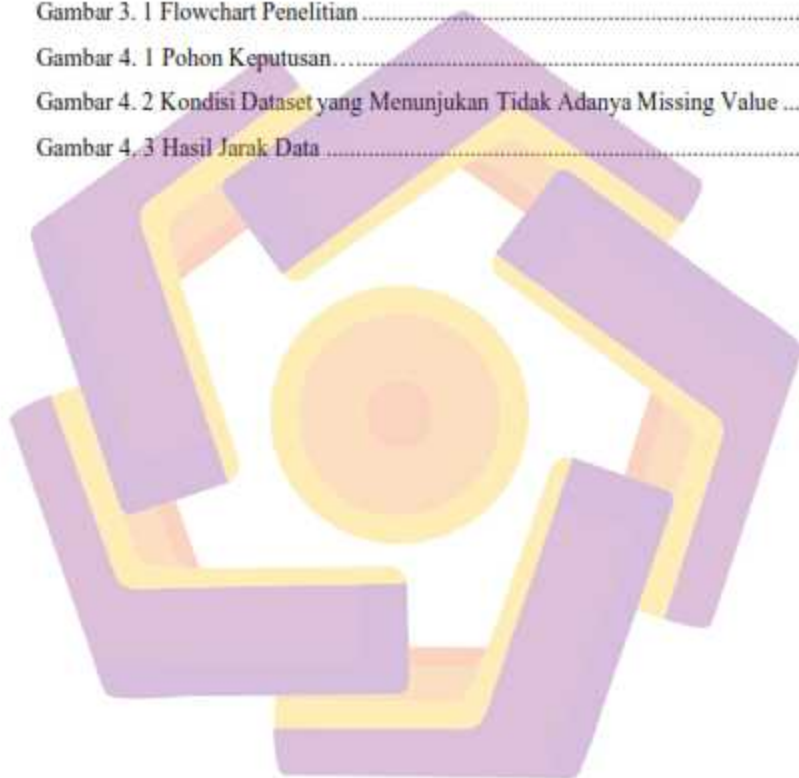 Gambar 3. 1 Flowchart Penelitian ........................................................................
Gambar 4. 1 Pohon Keputusan.............................................................................
Gambar 4. 2 Kondisi Dataset yang Menunjukan Tidak Adanya Missing Value ...
Gambar 4. 3 Hasil Jarak Data ..............................................................................